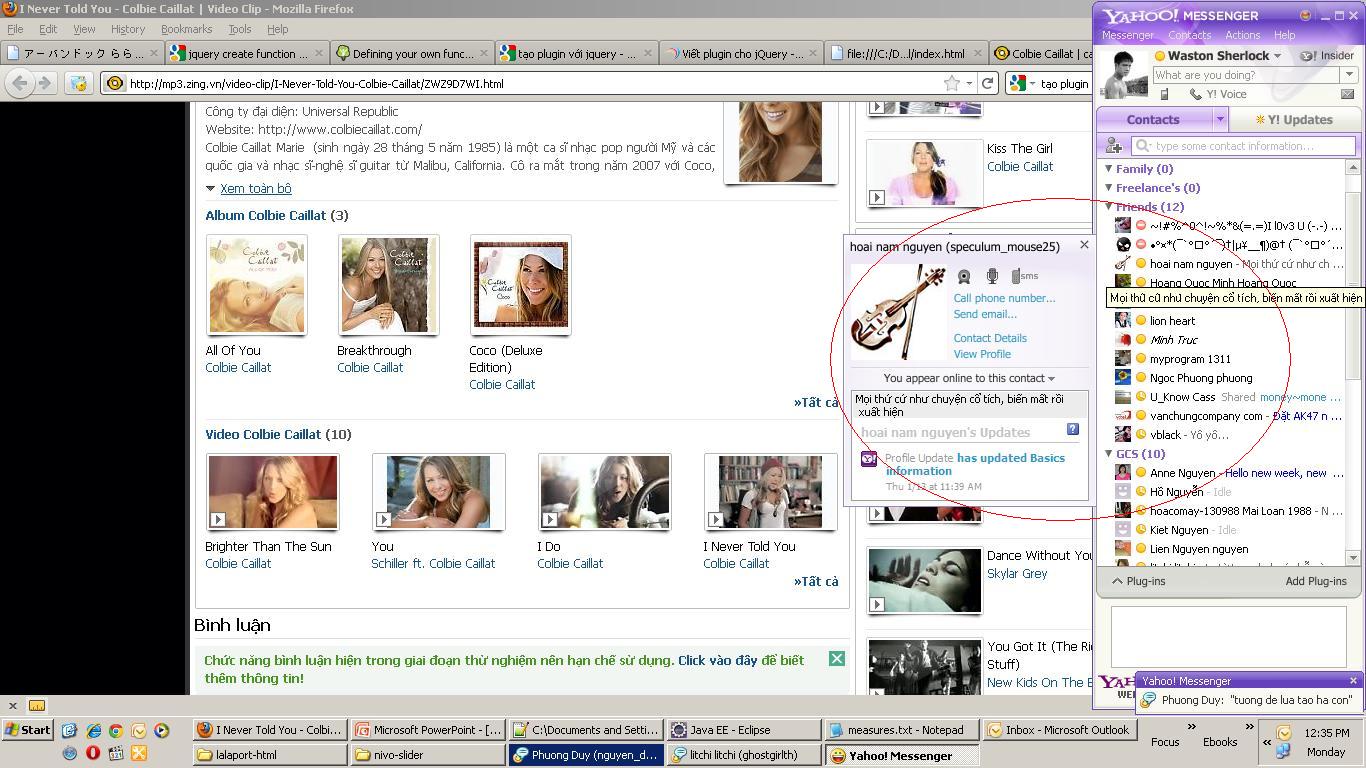 I Never Told You - Colbie Caillat | Video Clip - Mozilla Firefox
File Edit View History Bookmarks Tools Help
アーバンドック らら...
jquery create function ...
Defining your own func...
tao plugin với jquery - ...
Viết plugin cho jQuery -...
file:///C:/D...l/index.html
Colbie Caillat | ca
http://mp3.zing.vn/video-clip/I-Never-Told-You-Colbie-Caillat/ZWZ9D7WI.html
tao plugin
Công ty đại diện: Universal Republic
Website: http://www.colbiecaillat.com/
Colbie Caillat Marie (sinh ngày 28 tháng 5 năm 1985) là một ca sĩ nhạc pop người Mỹ và các
quốc gia và nhạc sĩ-nghệ sĩ guitar từ Malibu, California. Cô ra mắt trong năm 2007 với Coco,
Xem toàn bộ
Album Colbie Caillat (3)
All Of You
Colbie Caillat
Breakthrough
Colbie Caillat
Coco (Deluxe
Edition)
Colbie Caillat
»Tất cả
Video Colbie Caillat (10)
Brighter Than The Sun
Colbie Caillat
You
Schiller ft. Colbie Caillat
I Do
Colbie Caillat
I Never Told You
Colbie Caillat
»Tất cả
Bình luận
Chức năng bình luận hiện trong giai đoạn thử nghiệm nên hạn chế sử dụng. Click vào đây để biết
thêm thông tin!
Kiss The Girl
Colbie Caillat
Dance Without You
Skylar Grey
You Got It (The Rig
Stuff)
New Kids On The B
hoai nam nguyen (speculum_mouse25)
sms
Call phone number...
Send email...
Contact Details
View Profile
You appear online to this contact
Mọi thứ cứ như chuyện cổ tích, biến mất rồi
xuất hiện
hoai nam nguyen's Updates
Profile Update has updated Basics
information
Thu 1/12 at 11:39 AM
YAHOO! MESSENGER
Messenger Contacts Actions Help
Waston Sherlock
Y! Insider
What are you doing?
Y! Voice
Contacts
Y! Updates
type some contact information...
Family (0)
Freelance's (0)
Friends (12)
hoai nam nguyen - Mọi thứ cứ như ch ...
Hoang Quoc Minh Hoang Quoc
Mọi thứ cứ như chuyện cổ tích, biến mất rồi xuất hiện
lion heart
Minh Truc
myprogram 1311
Ngoc Phuong phuong
U_Know Cass Shared money~mone ...
vanchungcompany com - Đặt AK47 n ...
vblack - Yô yô...
GCS (10)
Anne Nguyen - Hello new week, new ...
Hồ Nguyễn - Idle
hoacomay-130988 Mai Loan 1988 - N ...
Kiet Nguyen - Idle
Lien Nguyen nguyen
Plug-ins
Add Plug-ins
Yahoo! Messenger
Phuong Duy: "tuong de lua tao ha con"
Start
I Never Told You - Colbi...
Microsoft PowerPoint - [...
C:\Documents and Setti...
Java EE - Eclipse
measures.txt - Notepad
Inbox - Microsoft Outlook
lalaport-html
nivo-slider
Phuong Duy (nguyen_d...
litchi litchi (ghostgirlth)
Yahoo! Messenger
Focus
Ebooks
12:35 PM
Monday